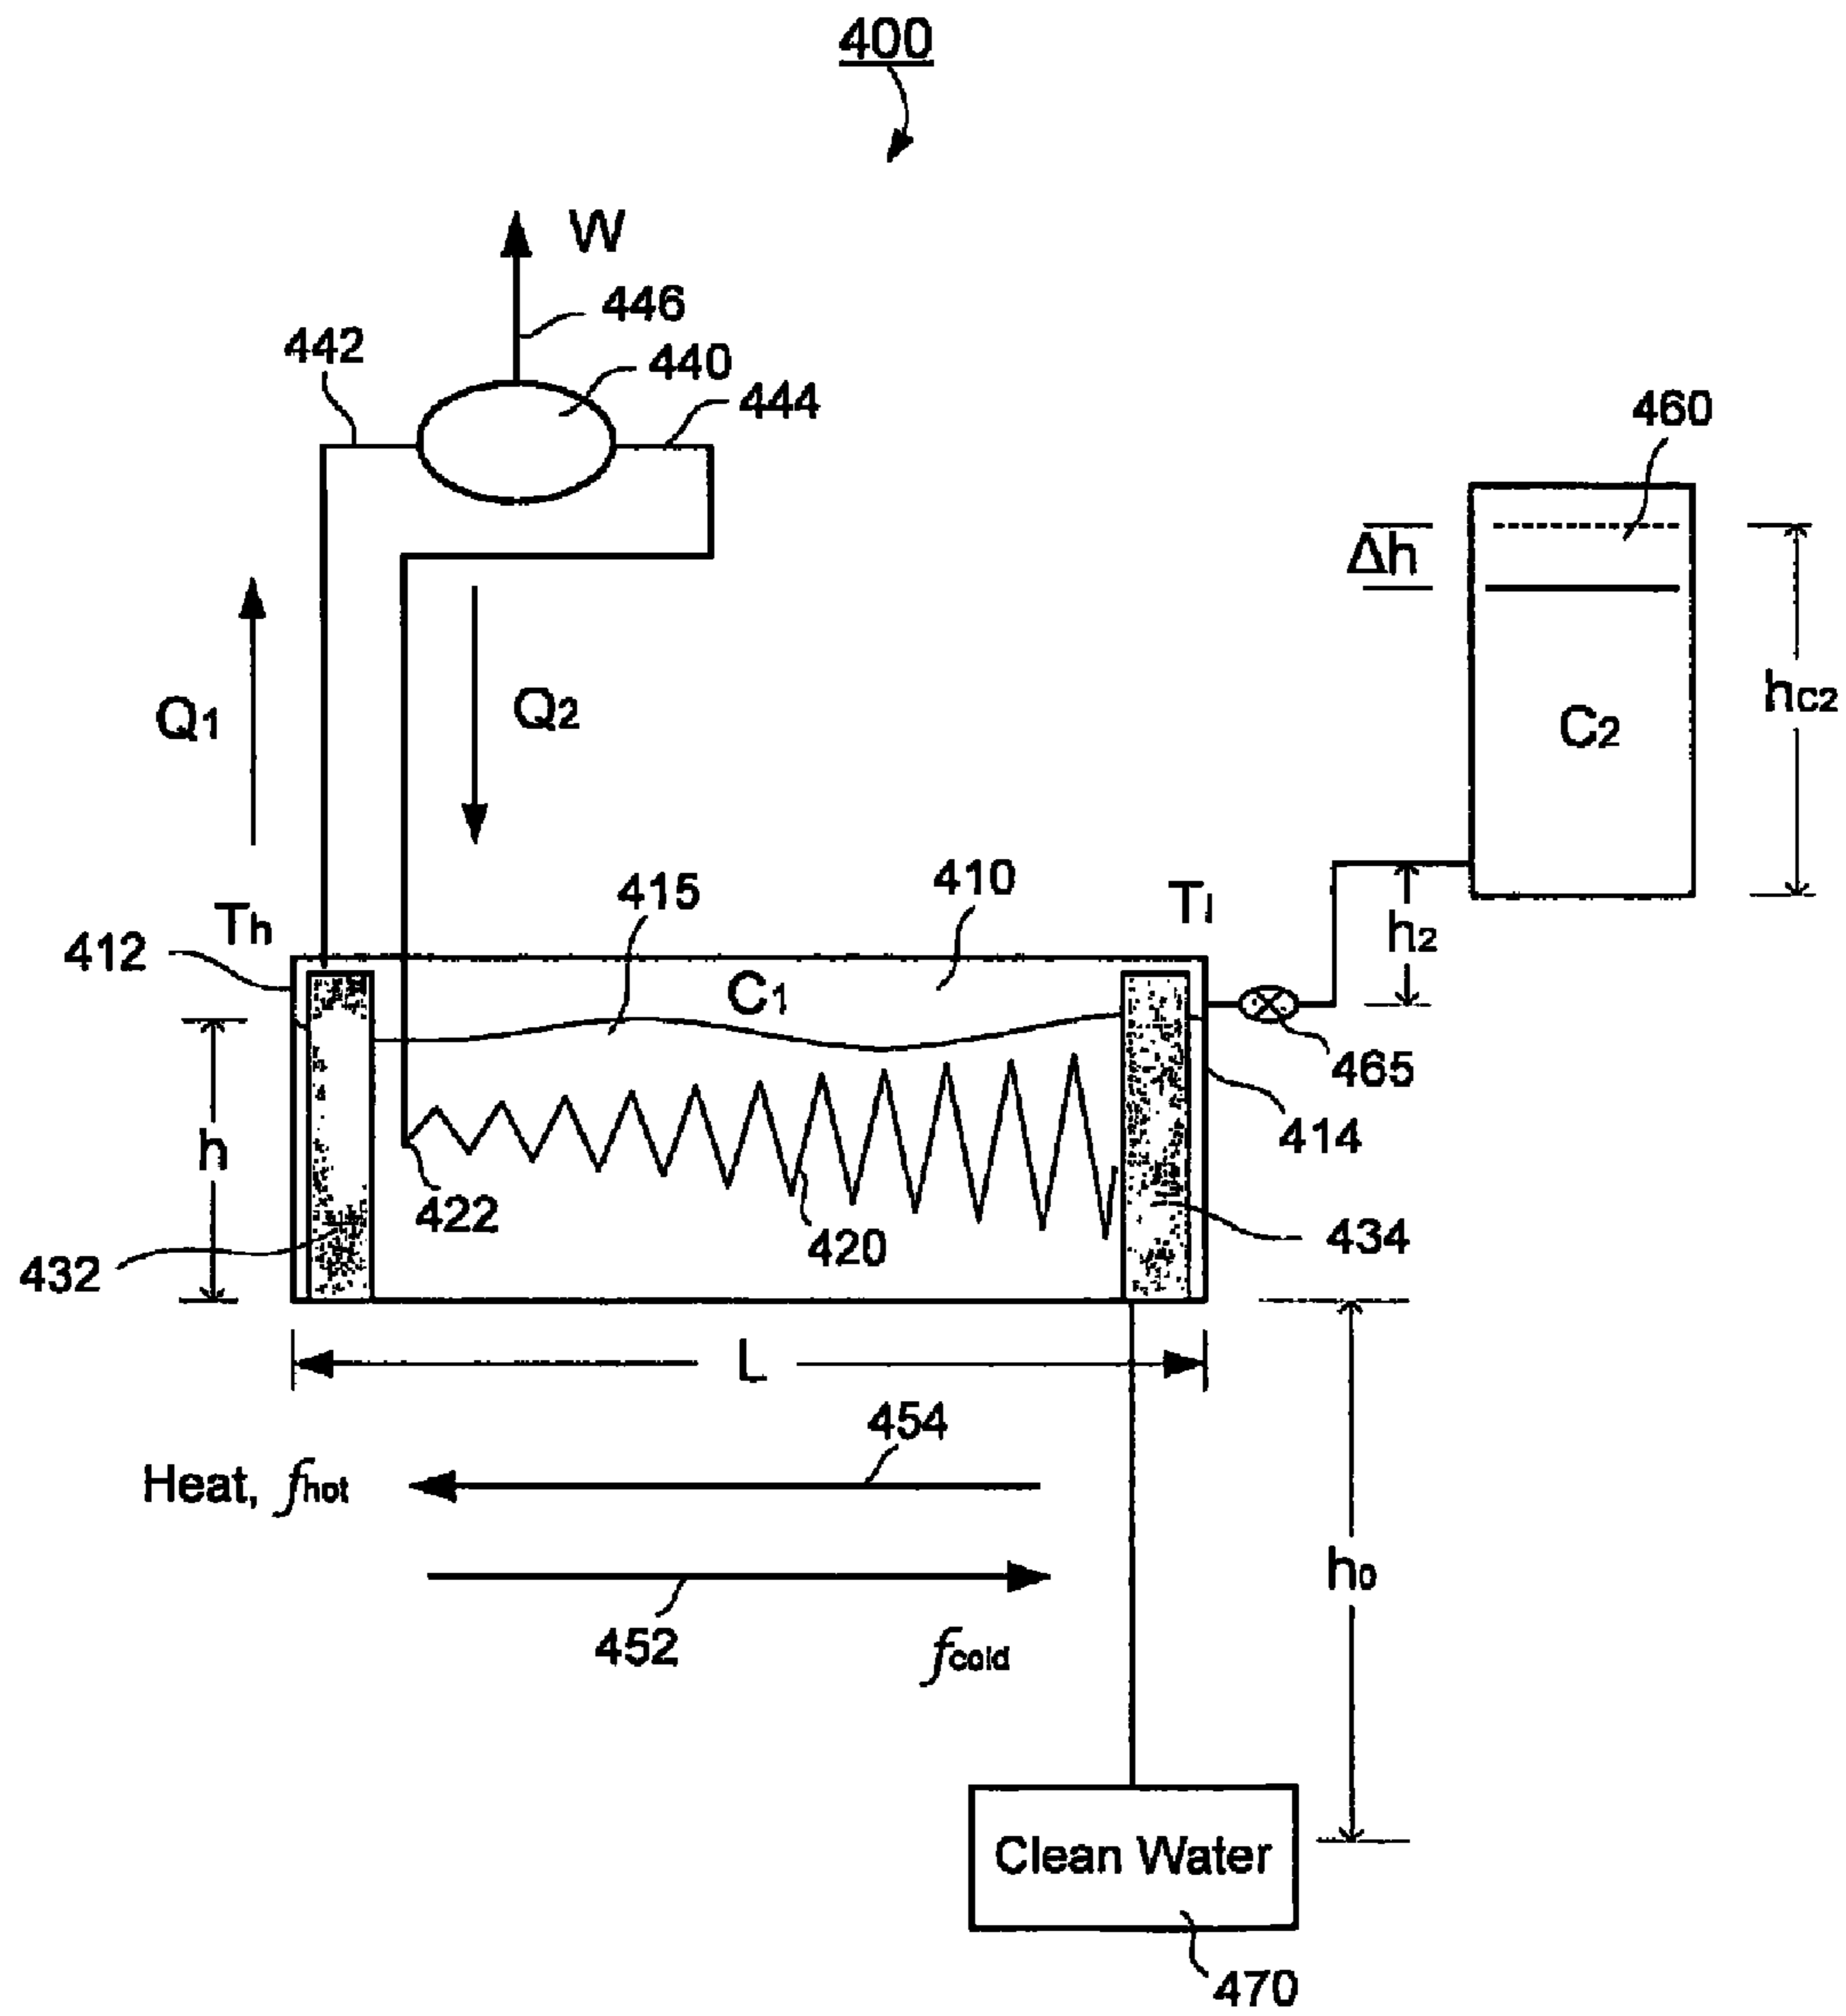 400
W
446
442
440
444
460
Δh
hC2
Q1
Q2
C2
415
410
Th
Tl
412
h2
C1
465
414
h
422
420
434
432
L
454
Heat, fhot
h0
452
fcold
Clean Water
470